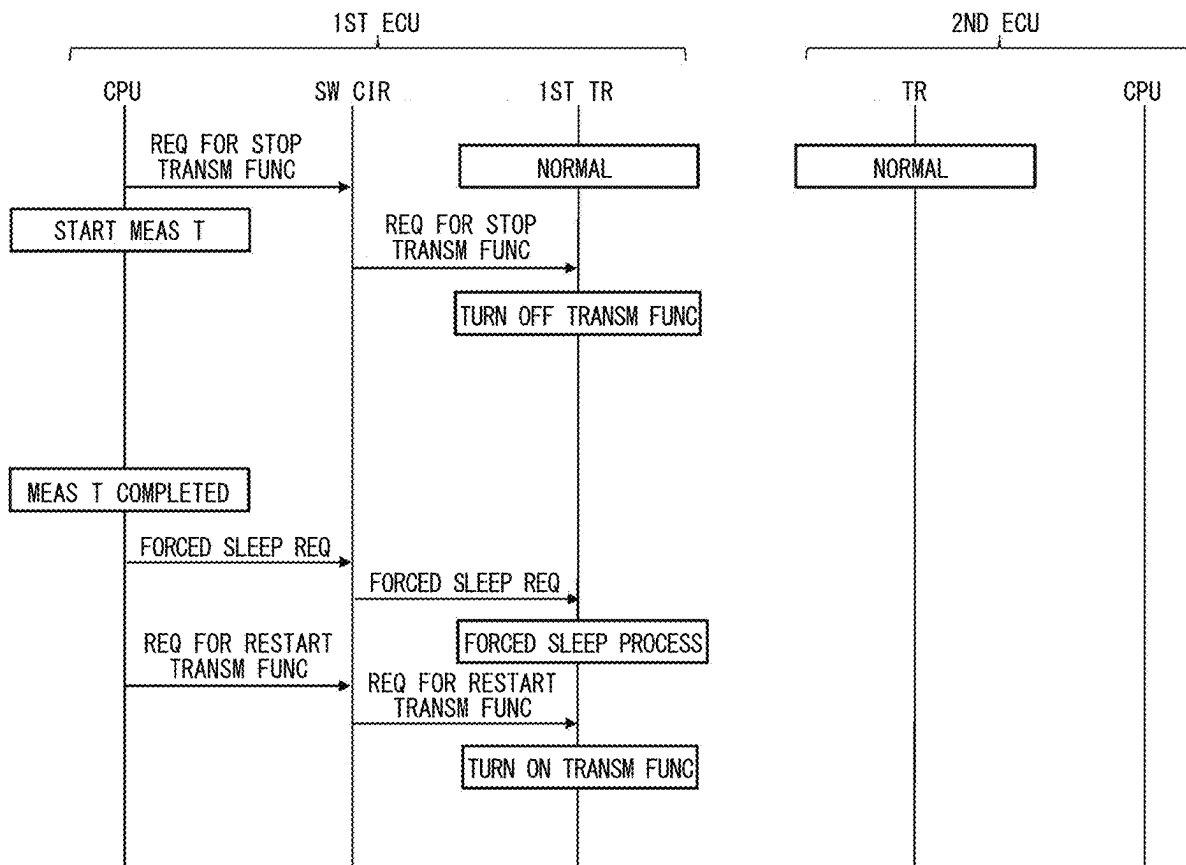 1ST ECU
2ND ECU
CPU
SW CIR
1ST TR
TR
CPU
REQ FOR STOP
TRANSM FUNC
NORMAL
NORMAL
START MEAS T
REQ FOR STOP
TRANSM FUNC
TURN OFF TRANSM FUNC
MEAS T COMPLETED
FORCED SLEEP REQ
FORCED SLEEP REQ
FORCED SLEEP PROCESS
REQ FOR RESTART
TRANSM FUNC
REQ FOR RESTART
TRANSM FUNC
TURN ON TRANSM FUNC